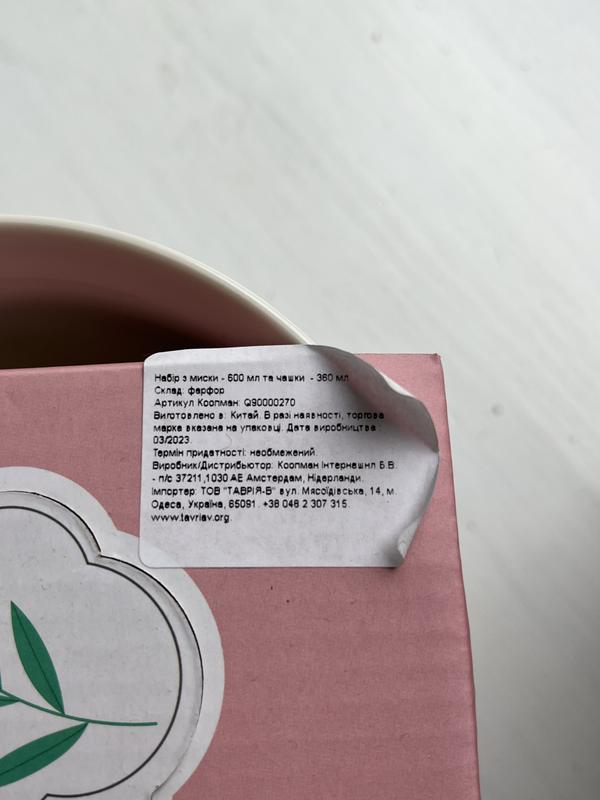 Набір з миски - 600 мл та чашки - 360 мл
Склад: фарфор
Артикул Коопман: Q90000270
Виготовлено в: Китай. В разі наявності, торгова
марка вказана на упаковці. Дата виробництва :
03/2023.
Термін придатності: необмежений.
Виробник/Дистрибьютор: Коопман Інтернешнл Б.В.
- п/с 37211 ,1030 АЕ Амстердам, Нідерланди.
Імпортер: ТОВ "ТАВРІЯ-В" вул. Мясоїдівська, 14, м.
Одеса, Україна, 65091. +38 048 2 307 315.
www.tavriav.org.